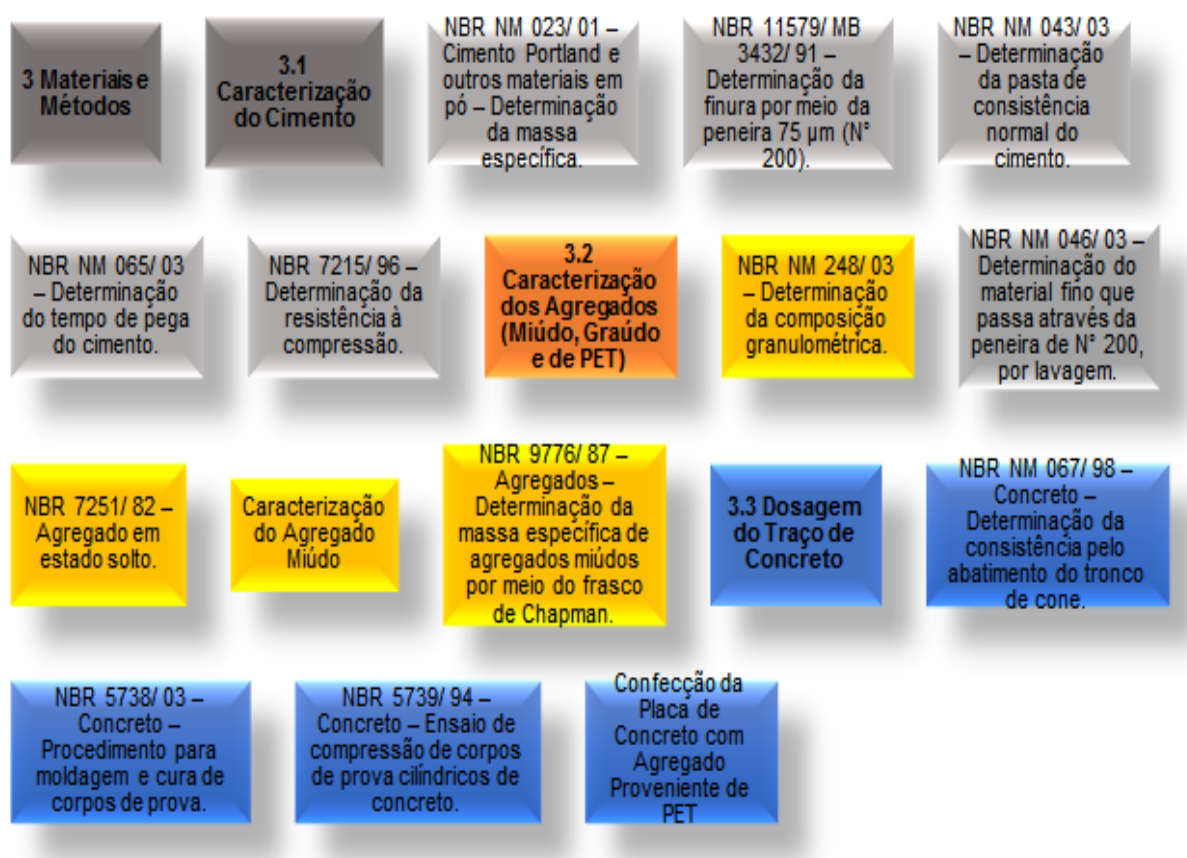 3 Materiais e
Métodos
3.1
Caracterização
do Cimento
NBR NM 023/ 01 –
Cimento Portland e
outros materiais em
pó – Determinação
da massa
específica.
NBR 11579/ MB
3432/ 91 –
Determinação da
finura por meio da
peneira 75 µm (N°
200).
NBR NM 043/ 03
– Determinação
da pasta de
consistência
normal do
cimento.
NBR NM 065/ 03
– Determinação
do tempo de pega
do cimento.
NBR 7215/ 96 –
Determinação da
resistência à
compressão.
3.2
Caracterização
dos Agregados
(Miúdo, Graúdo
e de PET)
NBR NM 248/ 03
– Determinação
da composição
granulométrica.
NBR NM 046/ 03 –
Determinação do
material fino que
passa através da
peneira de N° 200,
por lavagem.
NBR 7251/ 82 –
Agregado em
estado solto.
Caracterização
do Agregado
Miúdo
NBR 9776/ 87 –
Agregados –
Determinação da
massa específica de
agregados miúdos
por meio do frasco
de Chapman.
3.3 Dosagem
do Traço de
Concreto
NBR NM 067/ 98 –
Concreto –
Determinação da
consistência pelo
abatimento do tronco
de cone.
NBR 5738/ 03 –
Concreto –
Procedimento para
moldagem e cura de
corpos de prova.
NBR 5739/ 94 –
Concreto – Ensaio de
compressão de corpos
de prova cilíndricos de
concreto.
Confecção da
Placa de
Concreto com
Agregado
Proveniente de
PET